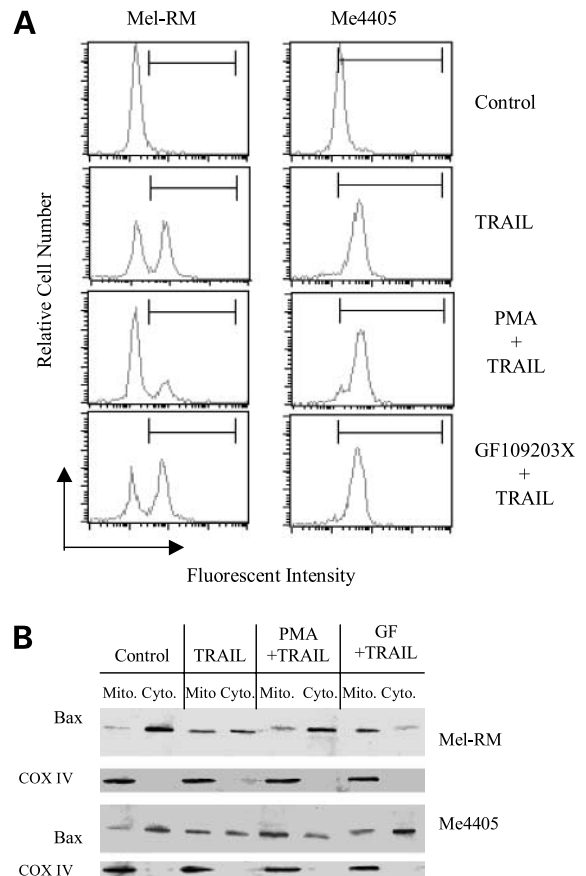 A
Mel-RM Me4405
Relative Cell Number
Control
TRAIL
PMA
+
TRAIL
GF109203X
+
TRAIL
Fluorescent Intensity
B
Control TRAIL PMA +TRAIL GF +TRAIL
Mito. Cyto. Mito Cyto. Mito. Cyto. Mito. Cyto.
Bax
Mel-RM
COX IV
Me4405
Bax
COX IV